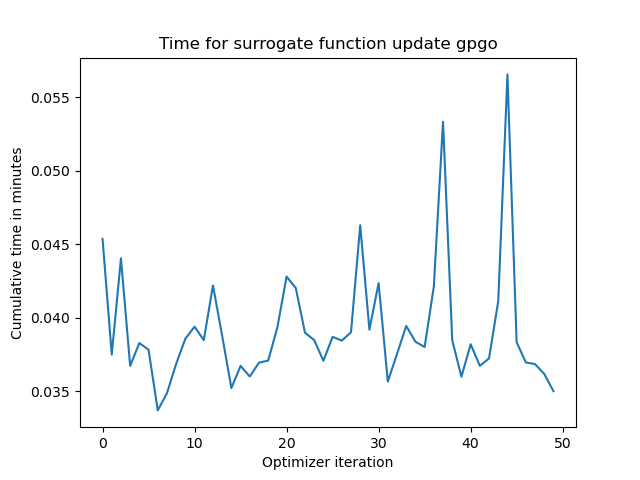 Time for surrogate function update gpgo
Cumulative time in minutes
0.055
0.050
0.045
0.040
0.035
0 10 20 30 40 50
Optimizer iteration